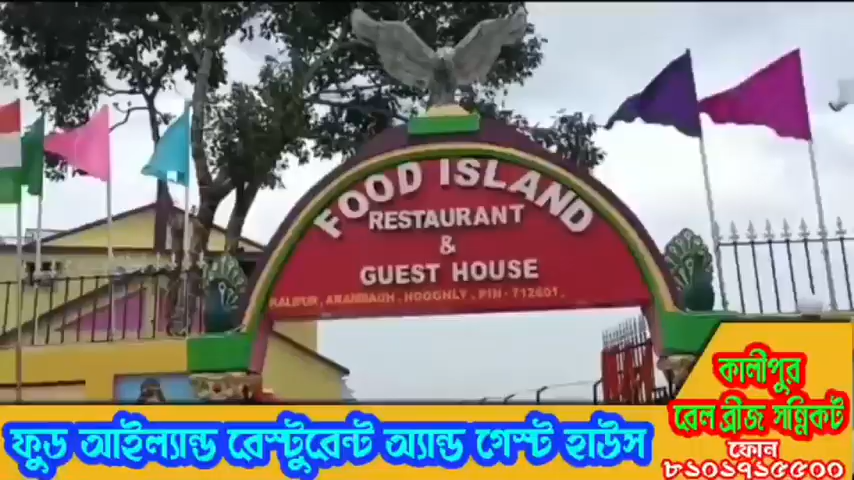 FOOD ISLAND
RESTAURANT
&
GUEST HOUSE
KALIPUR, ARAMBAGH, HOOGHLY, PIN - 712601.
কালীপুর
রেল ব্রীজ সন্নিকট
ফোন
৮১০১৭১৫৫০০
ফুড আইল্যান্ড রেস্টুরেন্ট অ্যান্ড গেস্ট হাউস